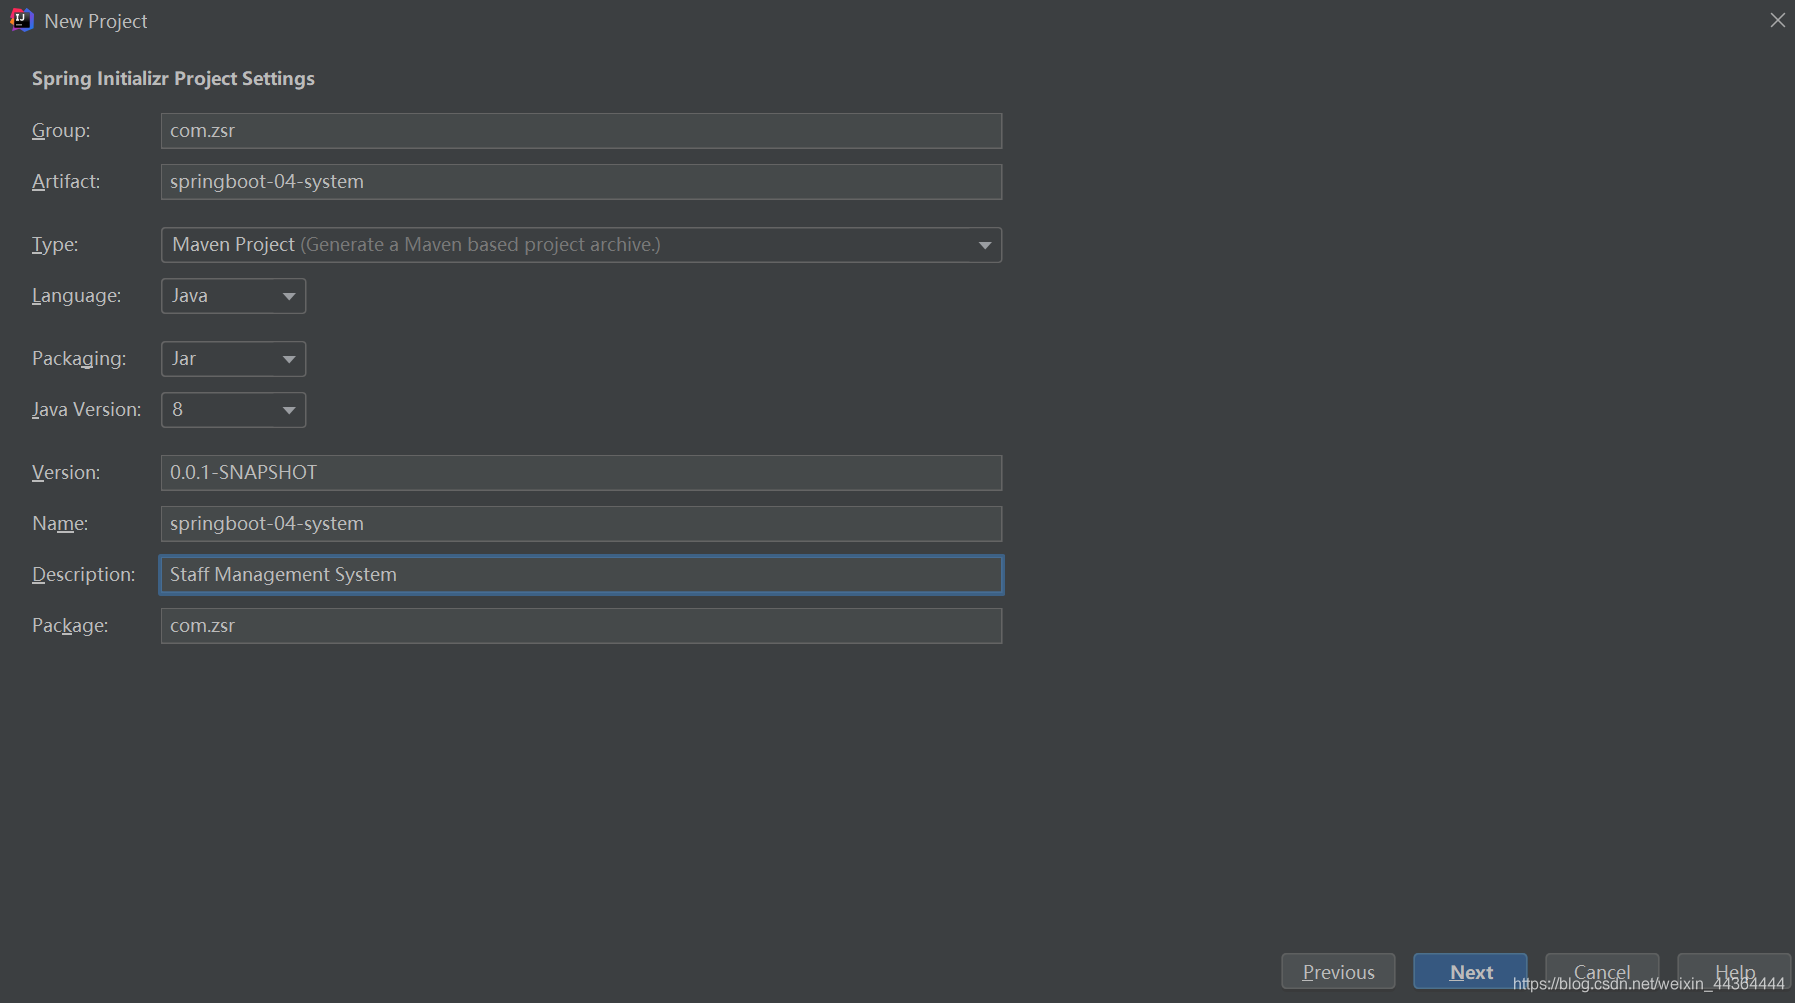 New Project
Spring Initializr Project Settings
Group: com.zsr
Artifact: springboot-04-system
Type: Maven Project (Generate a Maven based project archive.)
Language: Java
Packaging: Jar
Java Version: 8
Version: 0.0.1-SNAPSHOT
Name: springboot-04-system
Description: Staff Management System
Package: com.zsr
Previous Next Cancel Help
https://blog.csdn.net/weixin_44364444